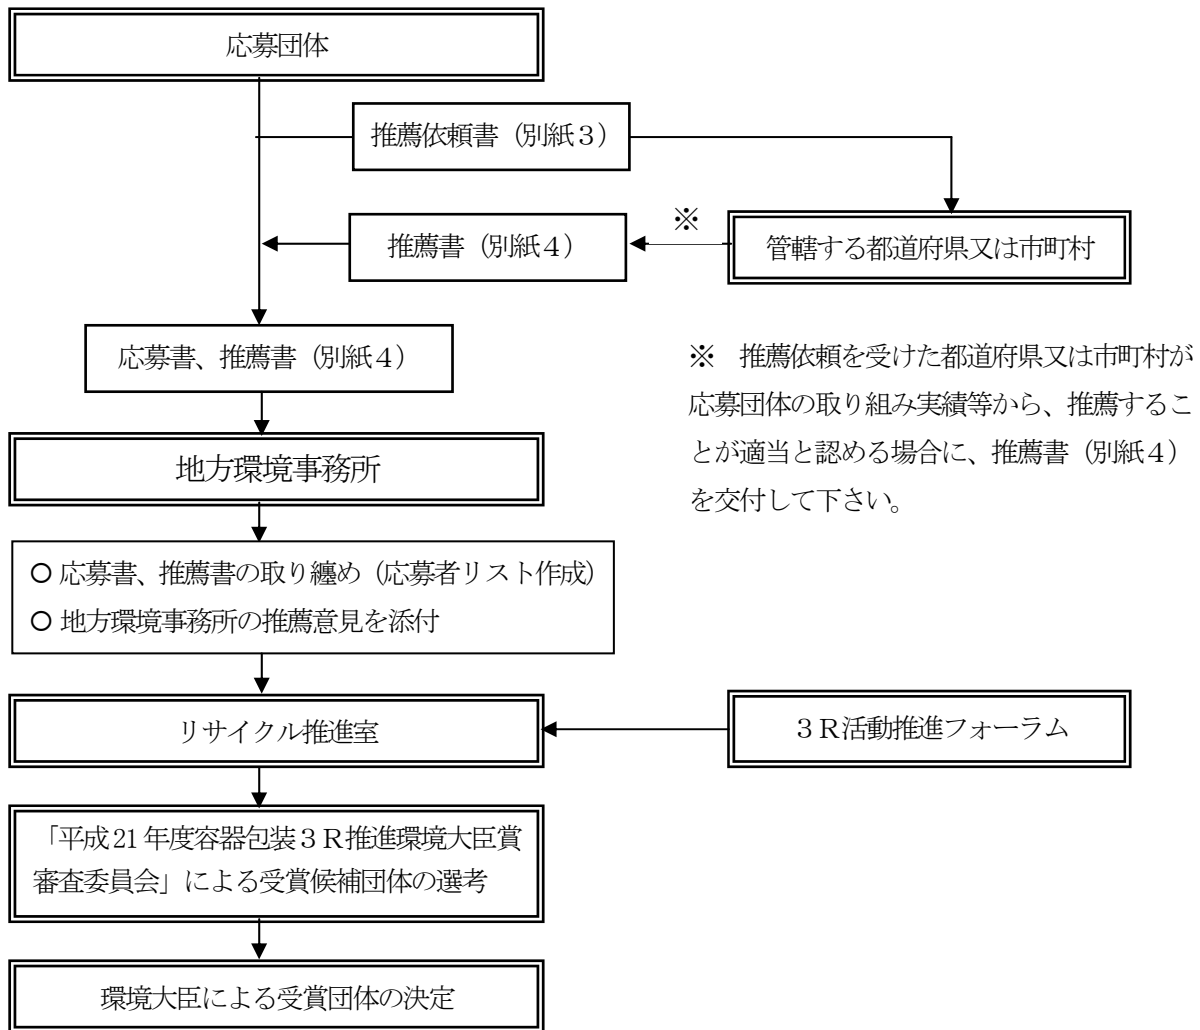 応募団体
推薦依頼書（別紙３）
※
推薦書（別紙４）
管轄する都道府県又は市町村
応募書、推薦書（別紙４）
※　推薦依頼を受けた都道府県又は市町村が
応募団体の取り組み実績等から、推薦するこ
とが適当と認める場合に、推薦書（別紙４）
を交付して下さい。
地方環境事務所
○ 応募書、推薦書の取り纏め（応募者リスト作成）
○ 地方環境事務所の推薦意見を添付
リサイクル推進室
３Ｒ活動推進フォーラム
「平成21年度容器包装３Ｒ推進環境大臣賞
審査委員会」による受賞候補団体の選考
環境大臣による受賞団体の決定